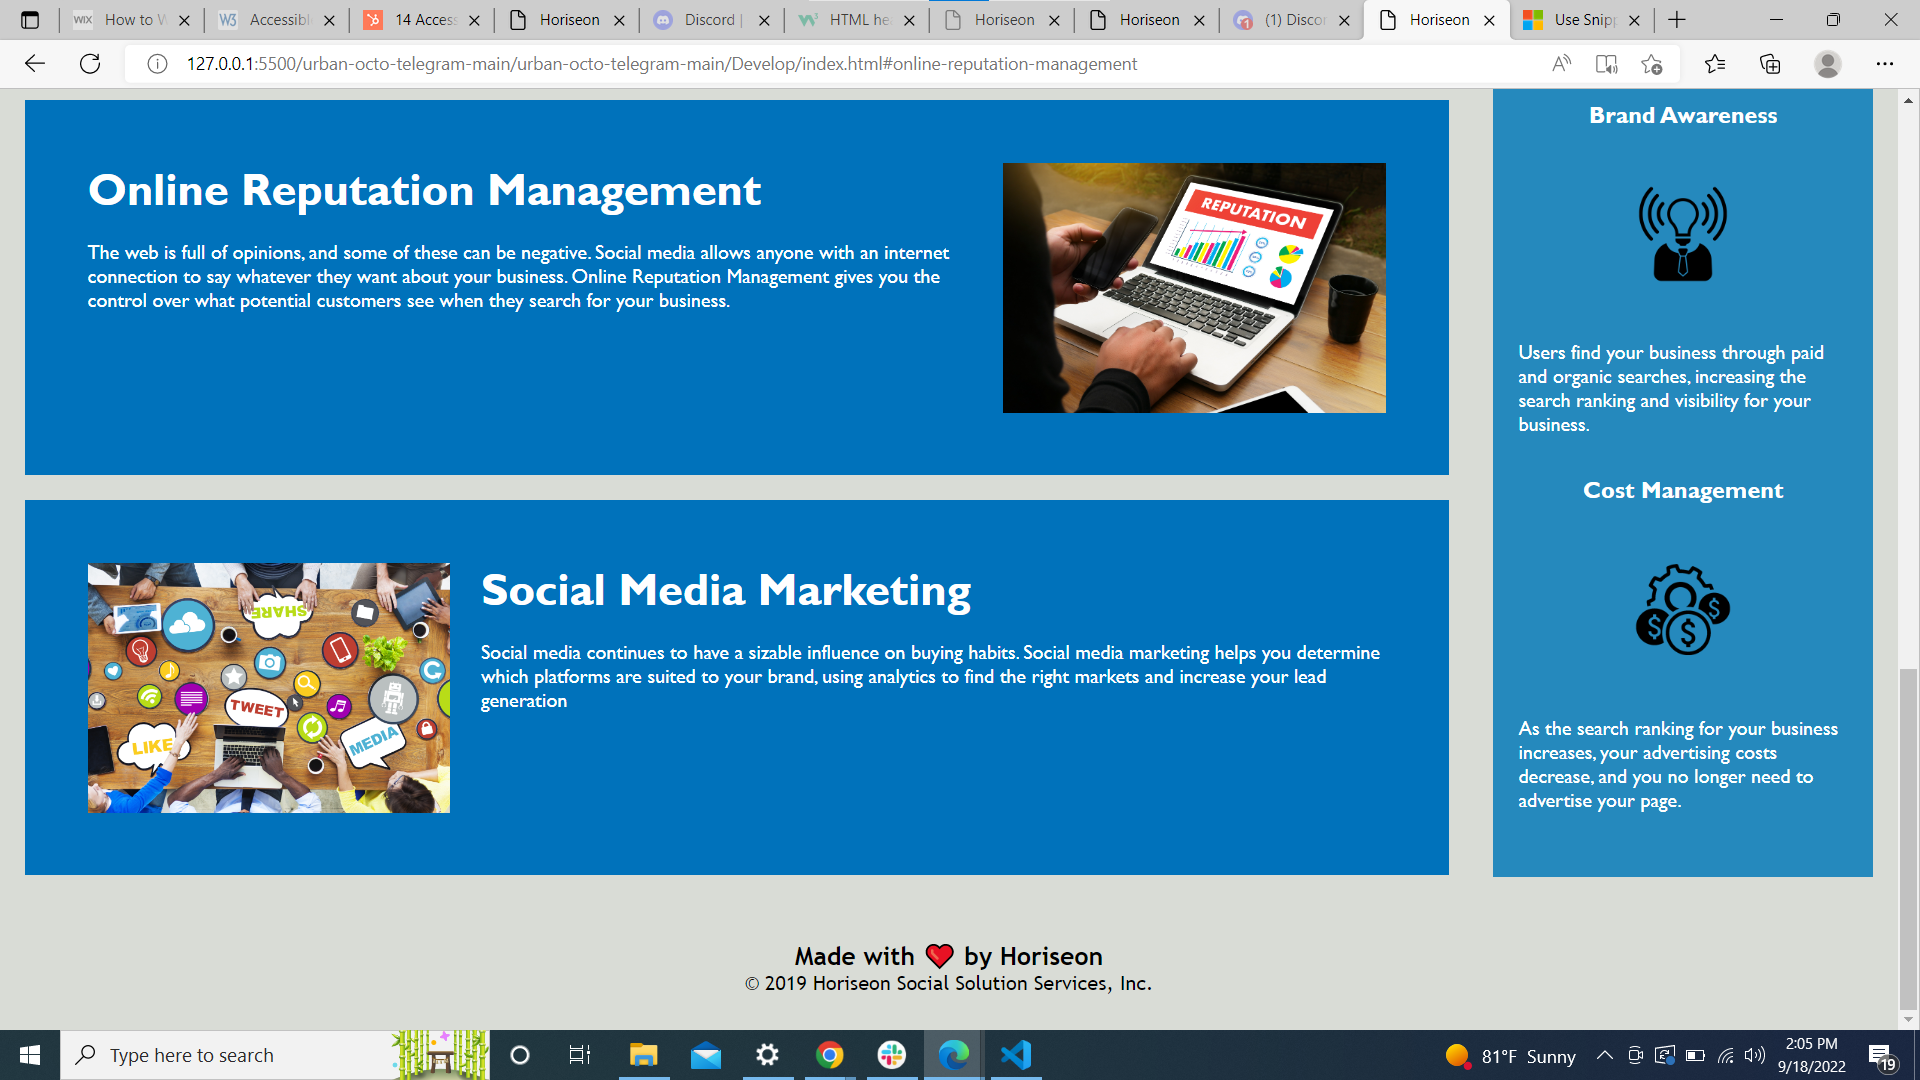 How to W
Accessible
14 Access
Horiseon
Discord |
HTML hea
Horiseon
Horiseon
(1) Discor
Horiseon
Use Snipp
127.0.0.1:5500/urban-octo-telegram-main/urban-octo-telegram-main/Develop/index.html#online-reputation-management
Online Reputation Management
The web is full of opinions, and some of these can be negative. Social media allows anyone with an internet
connection to say whatever they want about your business. Online Reputation Management gives you the
control over what potential customers see when they search for your business.
REPUTATION
Social Media Marketing
Social media continues to have a sizable influence on buying habits. Social media marketing helps you determine
which platforms are suited to your brand, using analytics to find the right markets and increase your lead
generation
SHARE
TWEET
LIKE
MEDIA
Brand Awareness
Users find your business through paid
and organic searches, increasing the
search ranking and visibility for your
business.
Cost Management
As the search ranking for your business
increases, your advertising costs
decrease, and you no longer need to
advertise your page.
Made with ❤️ by Horiseon
© 2019 Horiseon Social Solution Services, Inc.
Type here to search
81°F Sunny
2:05 PM
9/18/2022
19